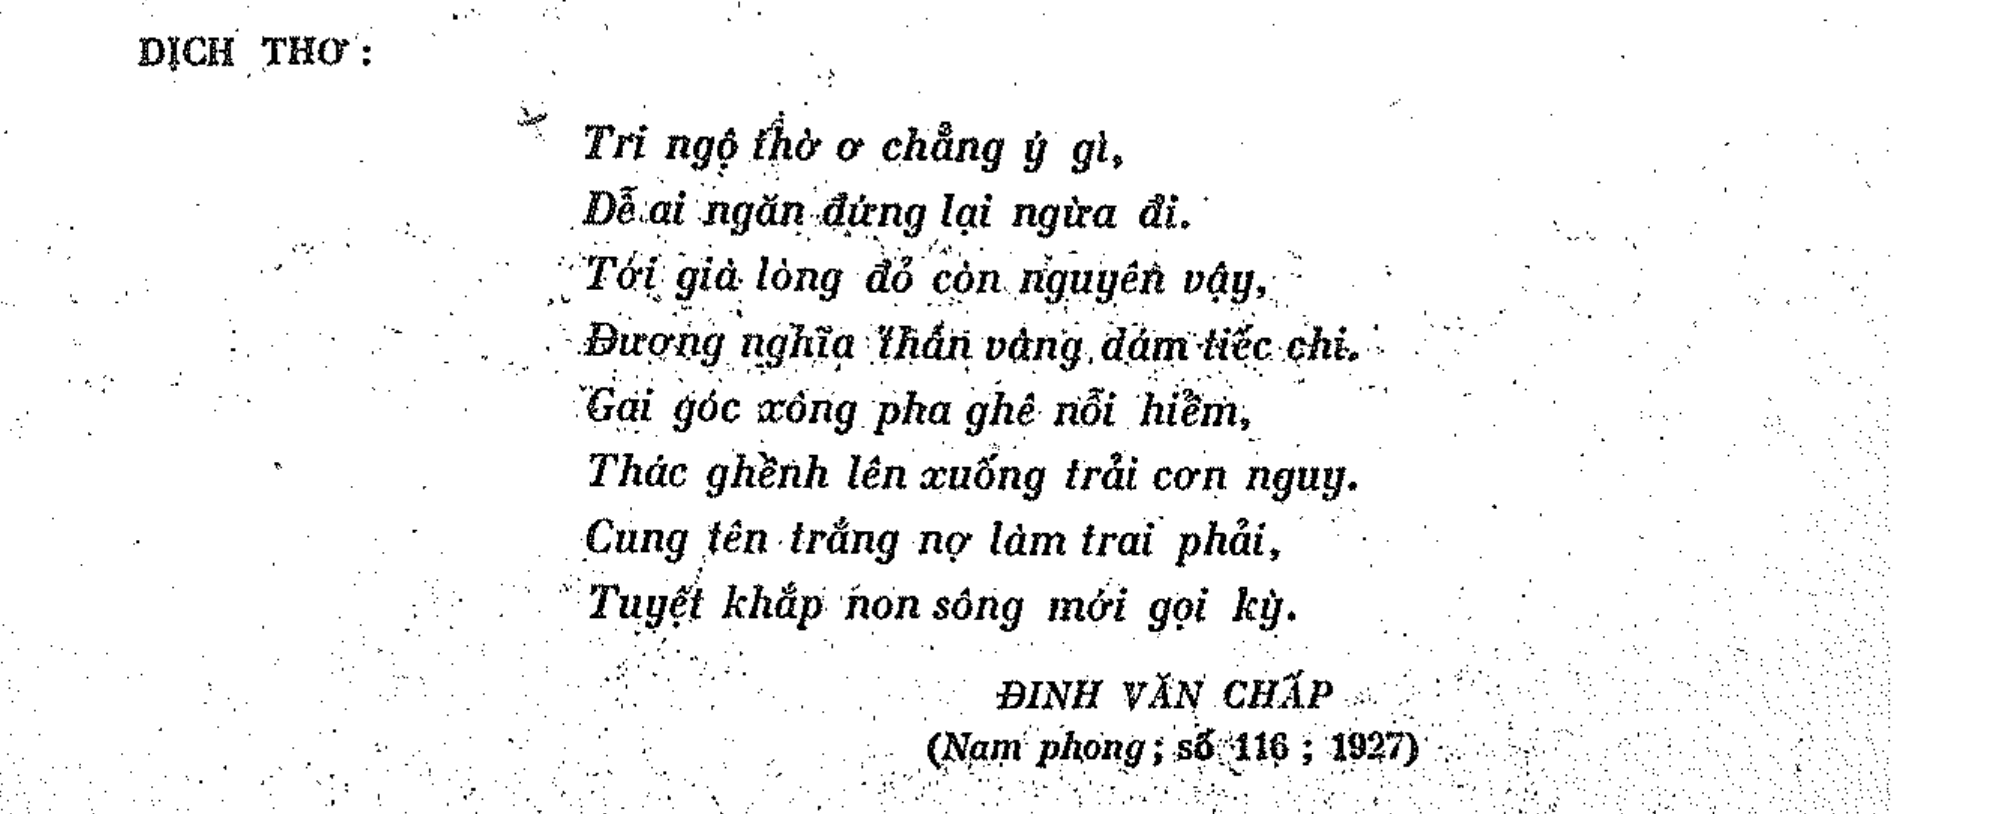 DỊCH THƠ :
Tri ngộ thờ ơ chẳng ý gì,
Dễ ai ngăn đứng lại ngừa đi.
Tới già lòng đỏ còn nguyên vậy,
Đương nghĩa thân vàng dám tiếc chi.
Gai góc xông pha ghê nỗi hiểm,
Thác ghềnh lên xuống trải cơn nguy.
Cung tên trắng nợ làm trai phải,
Tuyết khắp non sông mới gọi kỳ.
ĐINH VĂN CHẤP
(Nam phong ; số 116 ; 1927)